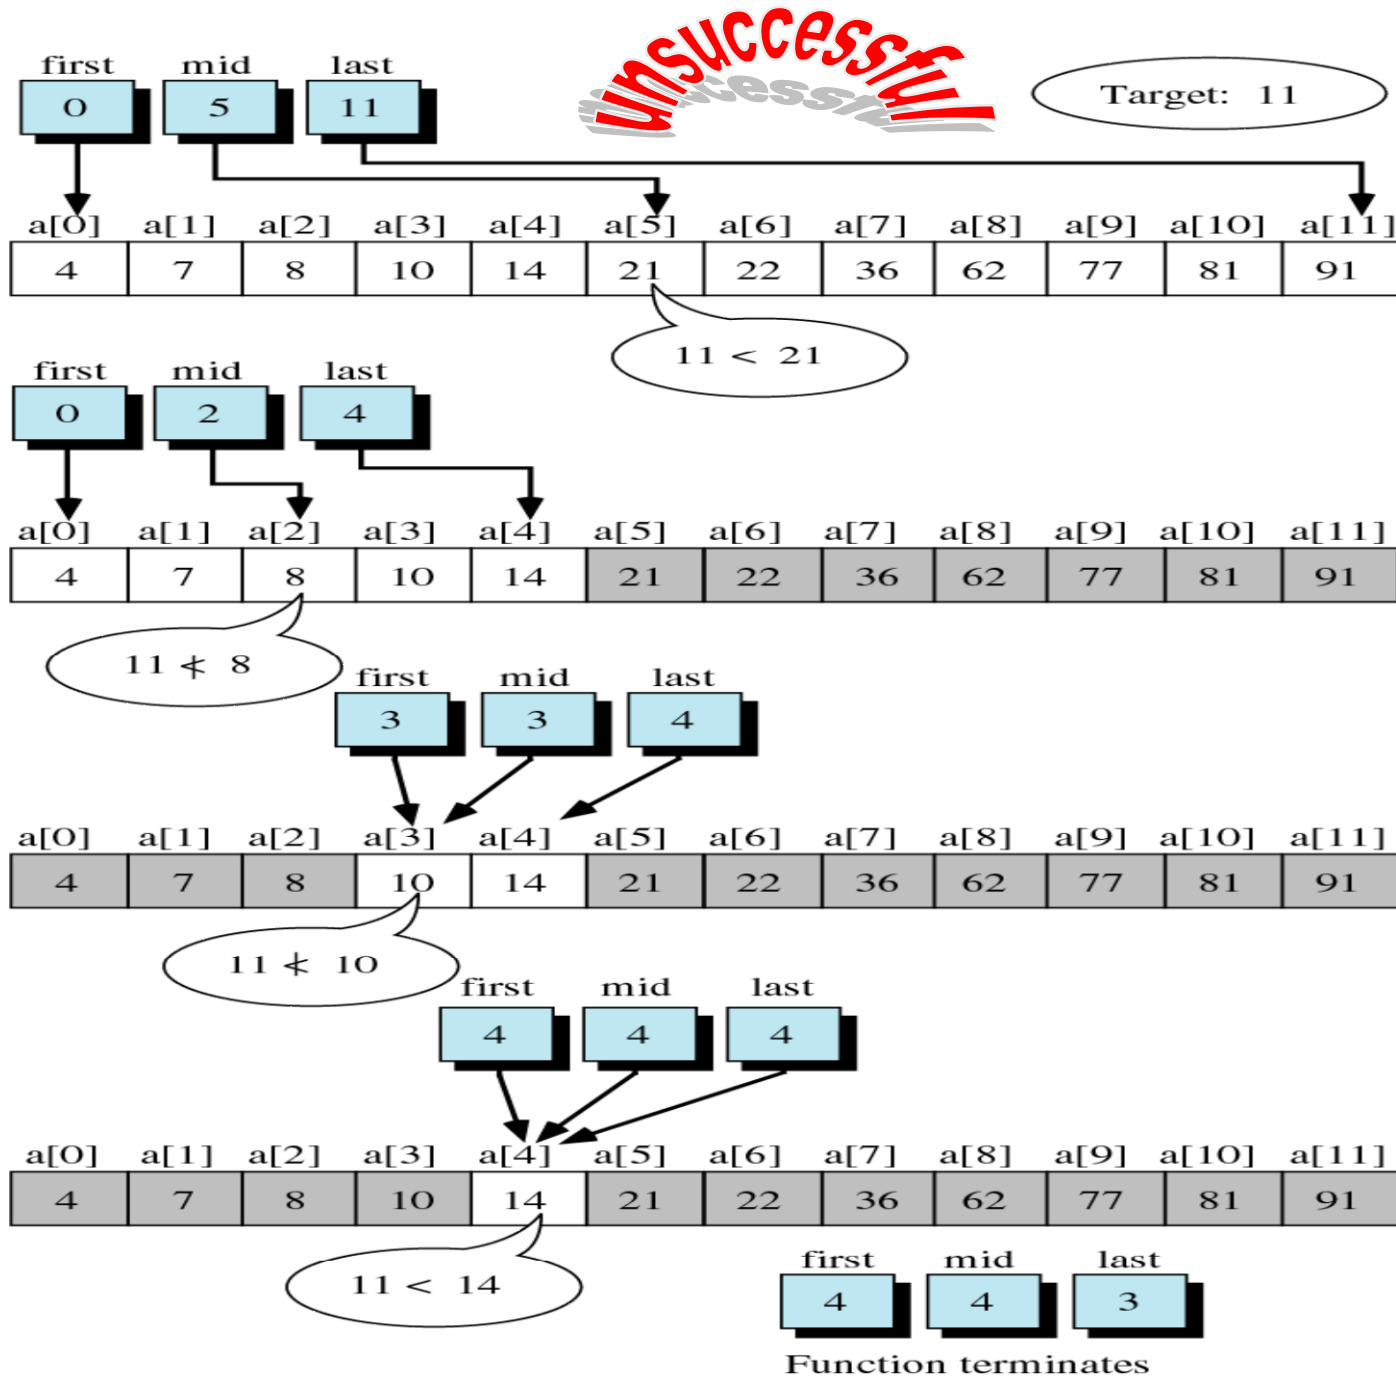 unsuccessful
first mid last
0 5 11
Target: 11
a[0] a[1] a[2] a[3] a[4] a[5] a[6] a[7] a[8] a[9] a[10] a[11]
4 7 8 10 14 21 22 36 62 77 81 91
11 < 21
first mid last
0 2 4
a[0] a[1] a[2] a[3] a[4] a[5] a[6] a[7] a[8] a[9] a[10] a[11]
4 7 8 10 14 21 22 36 62 77 81 91
11 ≮ 8
first mid last
3 3 4
a[0] a[1] a[2] a[3] a[4] a[5] a[6] a[7] a[8] a[9] a[10] a[11]
4 7 8 10 14 21 22 36 62 77 81 91
11 ≮ 10
first mid last
4 4 4
a[0] a[1] a[2] a[3] a[4] a[5] a[6] a[7] a[8] a[9] a[10] a[11]
4 7 8 10 14 21 22 36 62 77 81 91
11 < 14
first mid last
4 4 3
Function terminates